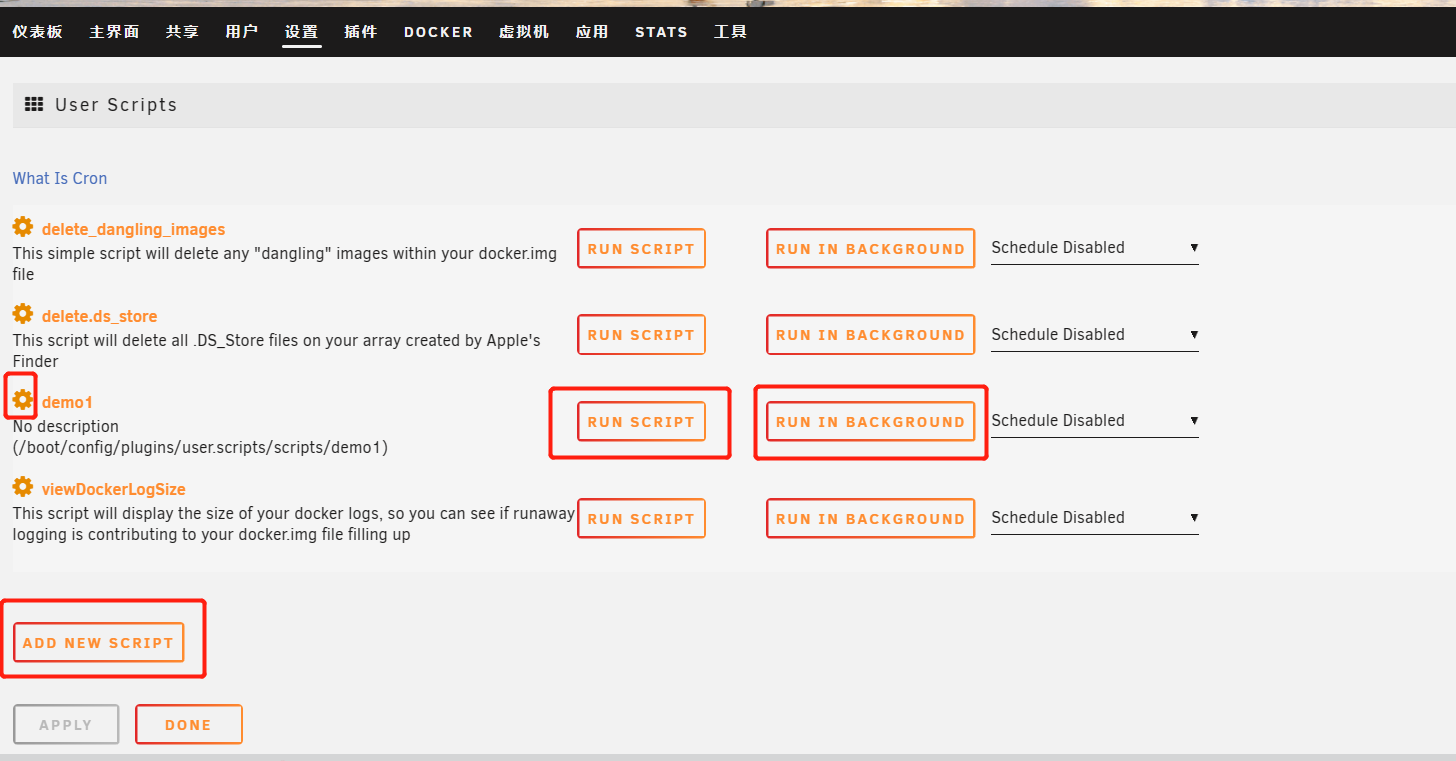 仪表板 主界面 共享 用户 设置 插件 DOCKER 虚拟机 应用 STATS 工具
User Scripts
What Is Cron
delete_dangling_images
This simple script will delete any "dangling" images within your docker.img
file
RUN SCRIPT
RUN IN BACKGROUND
Schedule Disabled
delete.ds_store
This script will delete all .DS_Store files on your array created by Apple's
Finder
RUN SCRIPT
RUN IN BACKGROUND
Schedule Disabled
demo1
No description
(/boot/config/plugins/user.scripts/scripts/demo1)
RUN SCRIPT
RUN IN BACKGROUND
Schedule Disabled
viewDockerLogSize
This script will display the size of your docker logs, so you can see if runaway
logging is contributing to your docker.img file filling up
RUN SCRIPT
RUN IN BACKGROUND
Schedule Disabled
ADD NEW SCRIPT
APPLY
DONE